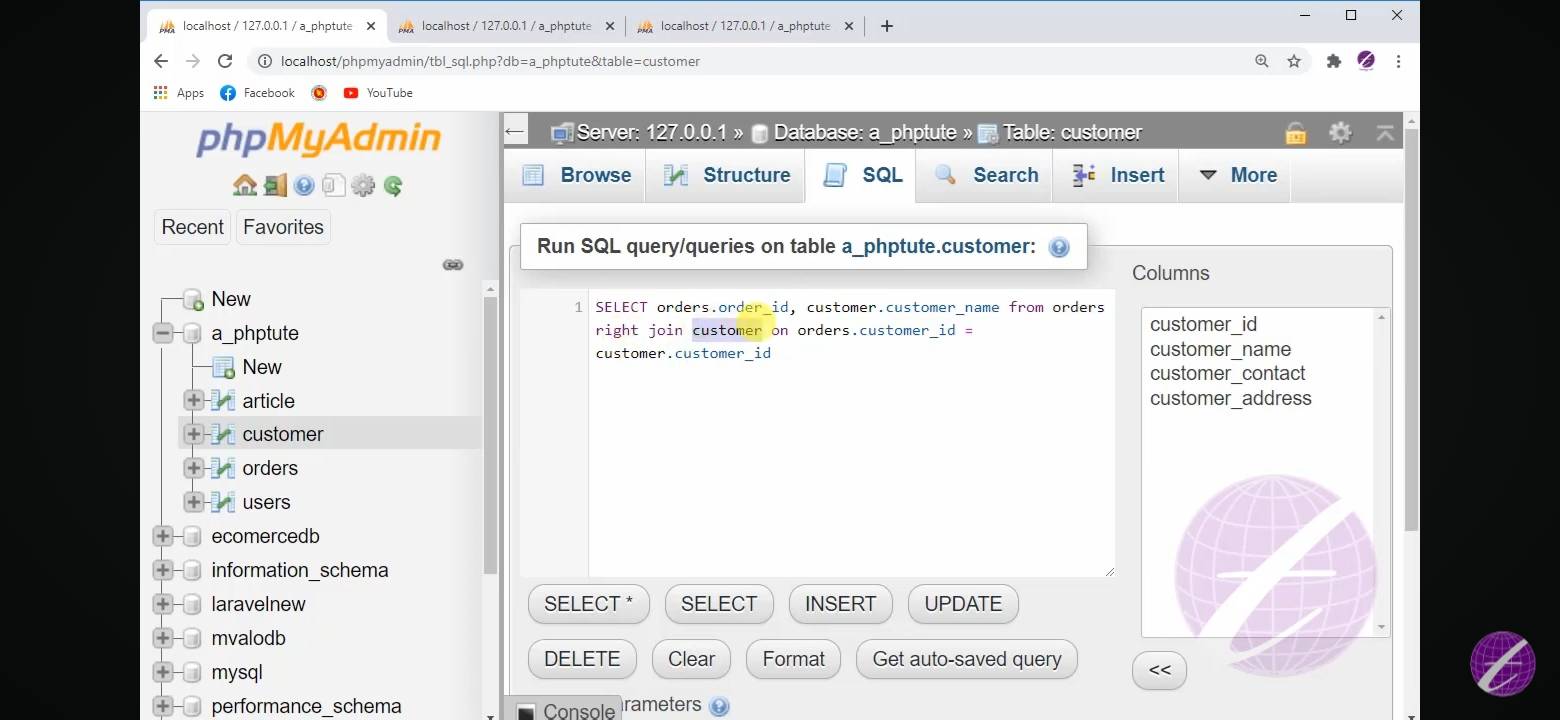 localhost / 127.0.0.1 / a_phptute
localhost / 127.0.0.1 / a_phptute
localhost / 127.0.0.1 / a_phptute
localhost/phpmyadmin/tbl_sql.php?db=a_phptute&table=customer
Apps Facebook YouTube
phpMyAdmin
Recent Favorites
New
a_phptute
New
article
customer
orders
users
ecomercedb
information_schema
laravelnew
mvalodb
mysql
performance_schema
Server: 127.0.0.1 » Database: a_phptute » Table: customer
Browse Structure SQL Search Insert More
Run SQL query/queries on table a_phptute.customer:
1 SELECT orders.order_id, customer.customer_name from orders
right join customer on orders.customer_id =
customer.customer_id
Columns
customer_id
customer_name
customer_contact
customer_address
SELECT * SELECT INSERT UPDATE
DELETE Clear Format Get auto-saved query
<<
rameters
Console